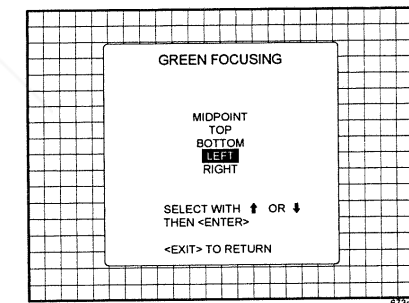 GREEN FOCUSING
MIDPOINT
TOP
BOTTOM
LEFT
RIGHT
SELECT WITH ⬆ OR ⬇
THEN <ENTER>
<EXIT> TO RETURN